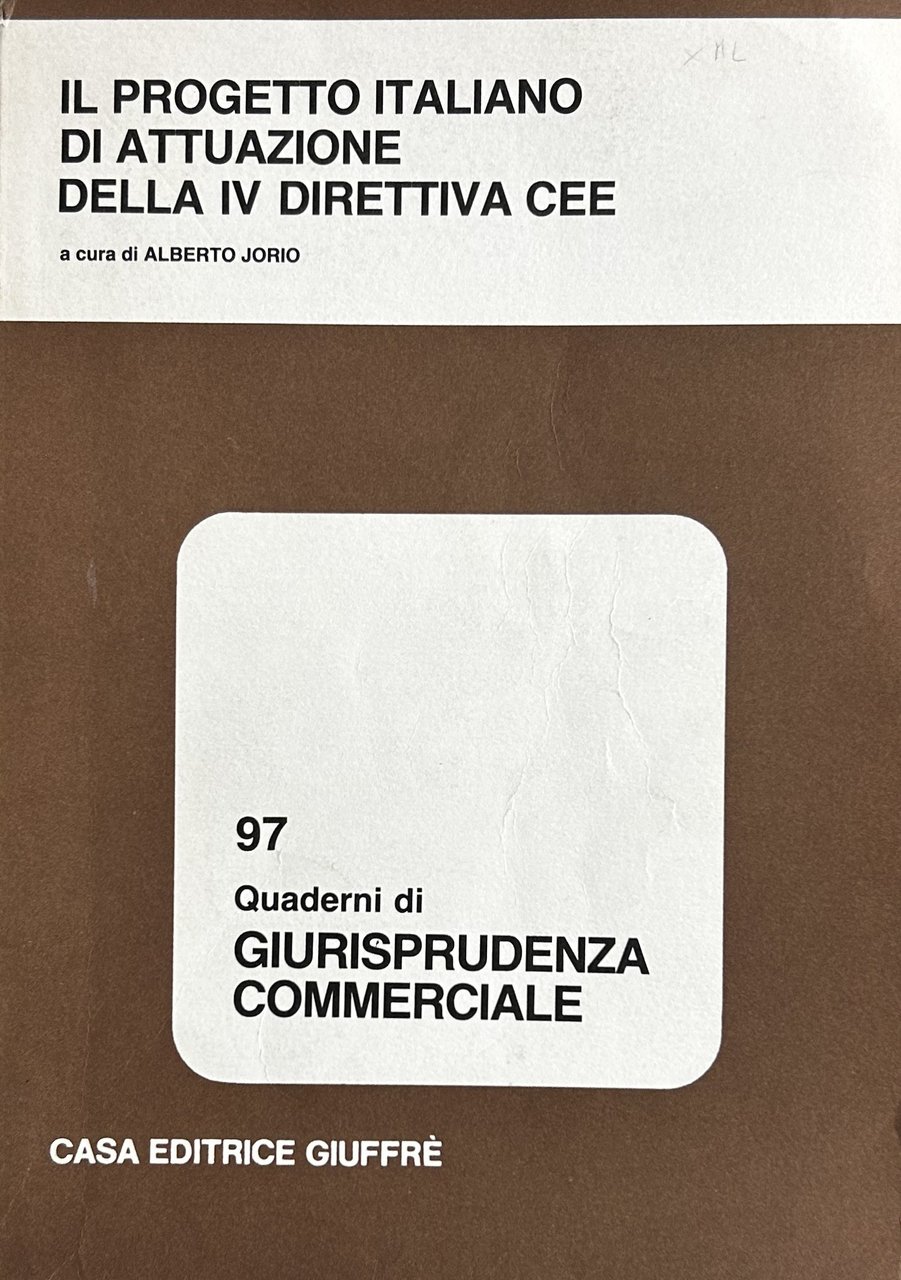 IL PROGETTO ITALIANO
DI ATTUAZIONE
DELLA IV DIRETTIVA CEE
a cura di ALBERTO JORIO
97
Quaderni di
GIURISPRUDENZA
COMMERCIALE
CASA EDITRICE GIUFFRÈ